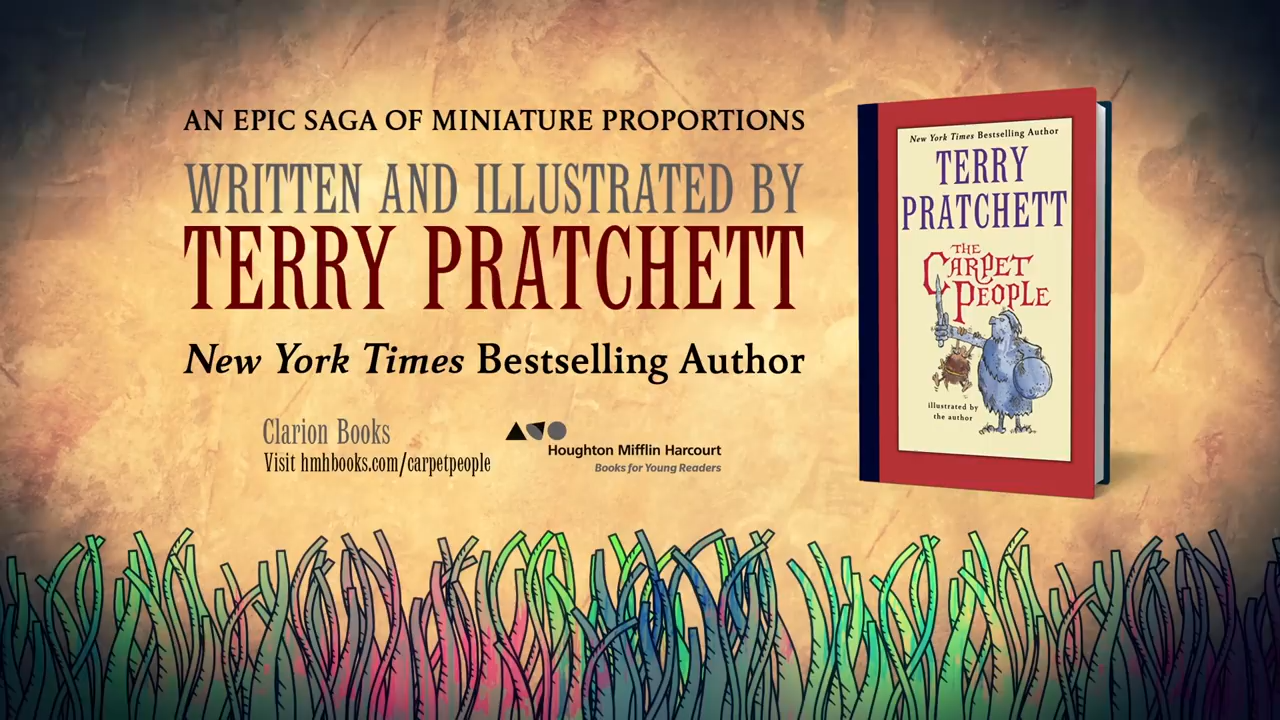 AN EPIC SAGA OF MINIATURE PROPORTIONS
WRITTEN AND ILLUSTRATED BY
TERRY PRATCHETT
New York Times Bestselling Author
Clarion Books
Visit hmhbooks.com/carpetpeople
Houghton Mifflin Harcourt
Books for Young Readers
New York Times Bestselling Author
TERRY
PRATCHETT
THE
CARPET
PEOPLE
illustrated by
the author